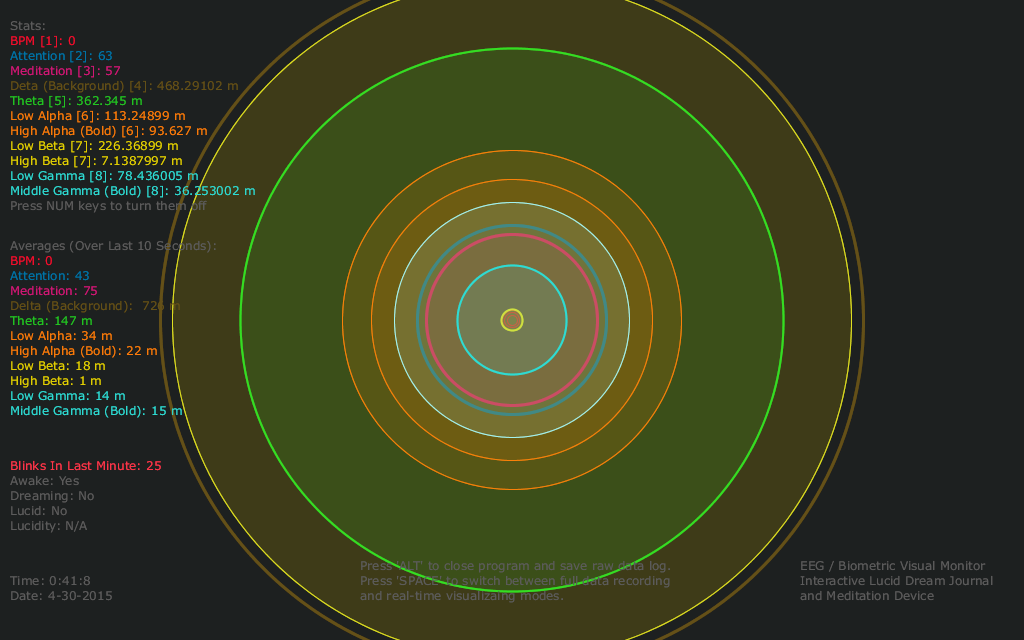 Stats:
BPM [1]: 0
Attention [2]: 63
Meditation [3]: 57
Deta (Background) [4]: 468.29102 m
Theta [5]: 362.345 m
Low Alpha [6]: 113.24899 m
High Alpha (Bold) [6]: 93.627 m
Low Beta [7]: 226.36899 m
High Beta [7]: 7.1387997 m
Low Gamma [8]: 78.436005 m
Middle Gamma (Bold) [8]: 36.253002 m
Press NUM keys to turn them off
Averages (Over Last 10 Seconds):
BPM: 0
Attention: 43
Meditation: 75
Delta (Background):  726 m
Theta: 147 m
Low Alpha: 34 m
High Alpha (Bold): 22 m
Low Beta: 18 m
High Beta: 1 m
Low Gamma: 14 m
Middle Gamma (Bold): 15 m
Blinks In Last Minute: 25
Awake: Yes
Dreaming: No
Lucid: No
Lucidity: N/A
Time: 0:41:8
Date: 4-30-2015
Press 'ALT' to close program and save raw data log.
Press 'SPACE' to switch between full data recording
and real-time visualizaing modes.
EEG / Biometric Visual Monitor
Interactive Lucid Dream Journal
and Meditation Device